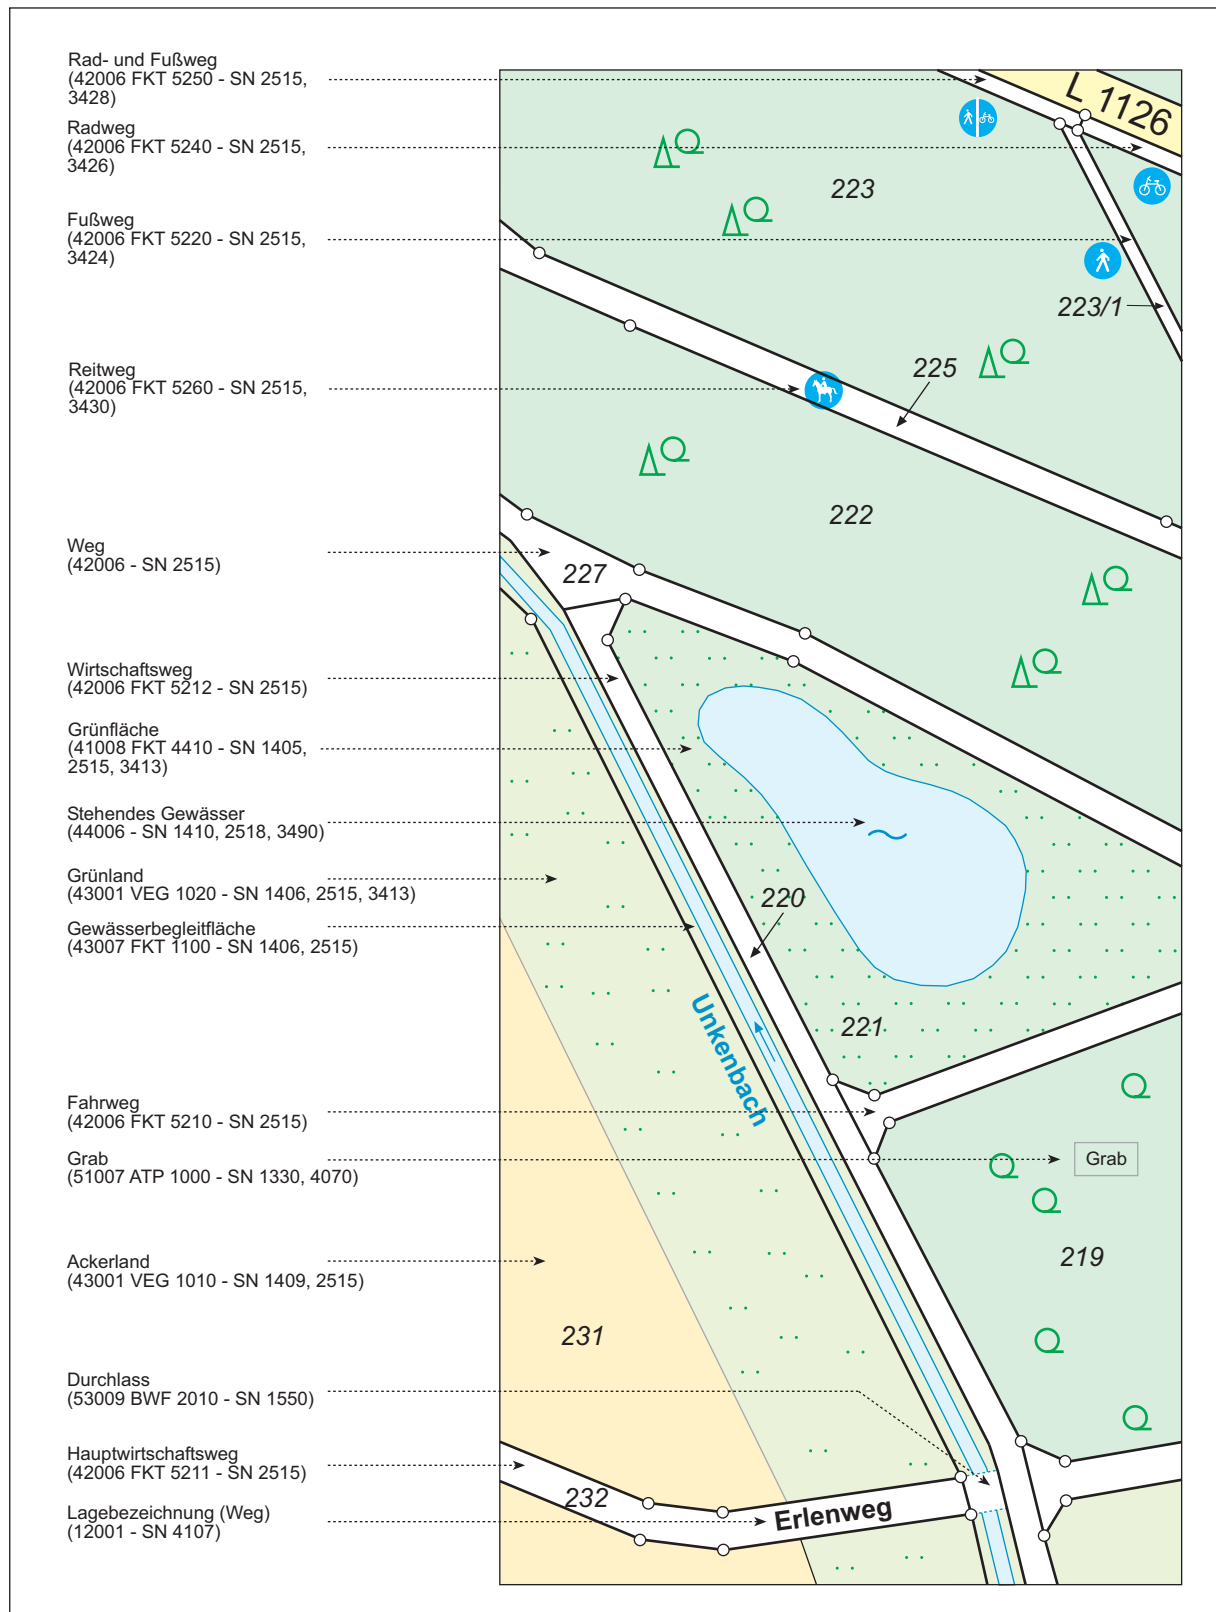 Rad- und Fußweg
(42006 FKT 5250 - SN 2515,
3428)
Radweg
(42006 FKT 5240 - SN 2515,
3426)
Fußweg
(42006 FKT 5220 - SN 2515,
3424)
Reitweg
(42006 FKT 5260 - SN 2515,
3430)
Weg
(42006 - SN 2515)
Wirtschaftsweg
(42006 FKT 5212 - SN 2515)
Grünfläche
(41008 FKT 4410 - SN 1405,
2515, 3413)
Stehendes Gewässer
(44006 - SN 1410, 2518, 3490)
Grünland
(43001 VEG 1020 - SN 1406, 2515, 3413)
Gewässerbegleitfläche
(43007 FKT 1100 - SN 1406, 2515)
Fahrweg
(42006 FKT 5210 - SN 2515)
Grab
(51007 ATP 1000 - SN 1330, 4070)
Ackerland
(43001 VEG 1010 - SN 1409, 2515)
Durchlass
(53009 BWF 2010 - SN 1550)
Hauptwirtschaftsweg
(42006 FKT 5211 - SN 2515)
Lagebezeichnung (Weg)
(12001 - SN 4107)
L 1126
223
223/1
225
222
227
220
221
Unkenbach
Grab
219
231
232
Erlenweg